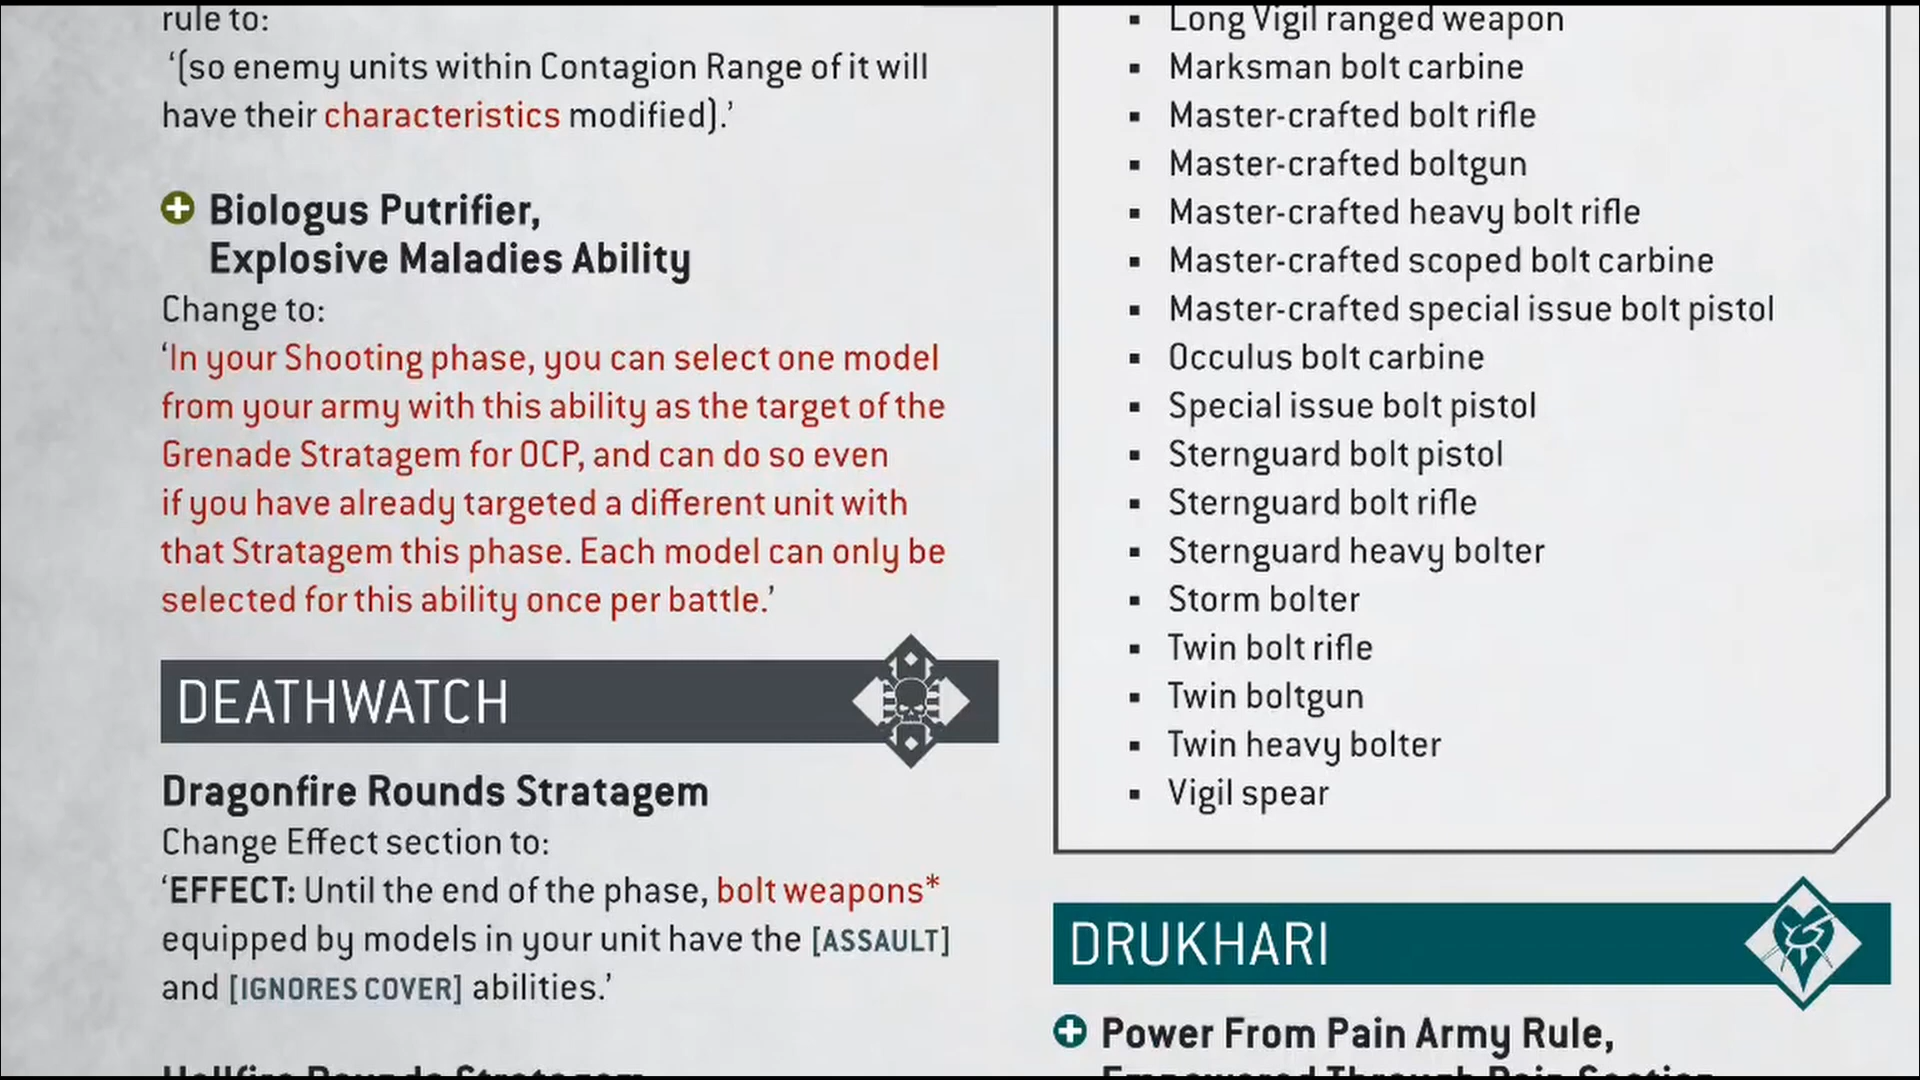 rule to:
‘(so enemy units within Contagion Range of it will
have their characteristics modified).’
Biologus Putrifier,
Explosive Maladies Ability
Change to:
‘In your Shooting phase, you can select one model
from your army with this ability as the target of the
Grenade Stratagem for 0CP, and can do so even
if you have already targeted a different unit with
that Stratagem this phase. Each model can only be
selected for this ability once per battle.’
DEATHWATCH
Dragonfire Rounds Stratagem
Change Effect section to:
‘EFFECT: Until the end of the phase, bolt weapons*
equipped by models in your unit have the [ASSAULT]
and [IGNORES COVER] abilities.’
Hellfire Rounds Stratagem
▪ Long Vigil ranged weapon
▪ Marksman bolt carbine
▪ Master-crafted bolt rifle
▪ Master-crafted boltgun
▪ Master-crafted heavy bolt rifle
▪ Master-crafted scoped bolt carbine
▪ Master-crafted special issue bolt pistol
▪ Occulus bolt carbine
▪ Special issue bolt pistol
▪ Sternguard bolt pistol
▪ Sternguard bolt rifle
▪ Sternguard heavy bolter
▪ Storm bolter
▪ Twin bolt rifle
▪ Twin boltgun
▪ Twin heavy bolter
▪ Vigil spear
DRUKHARI
Power From Pain Army Rule,
Empowered Through Pain Section